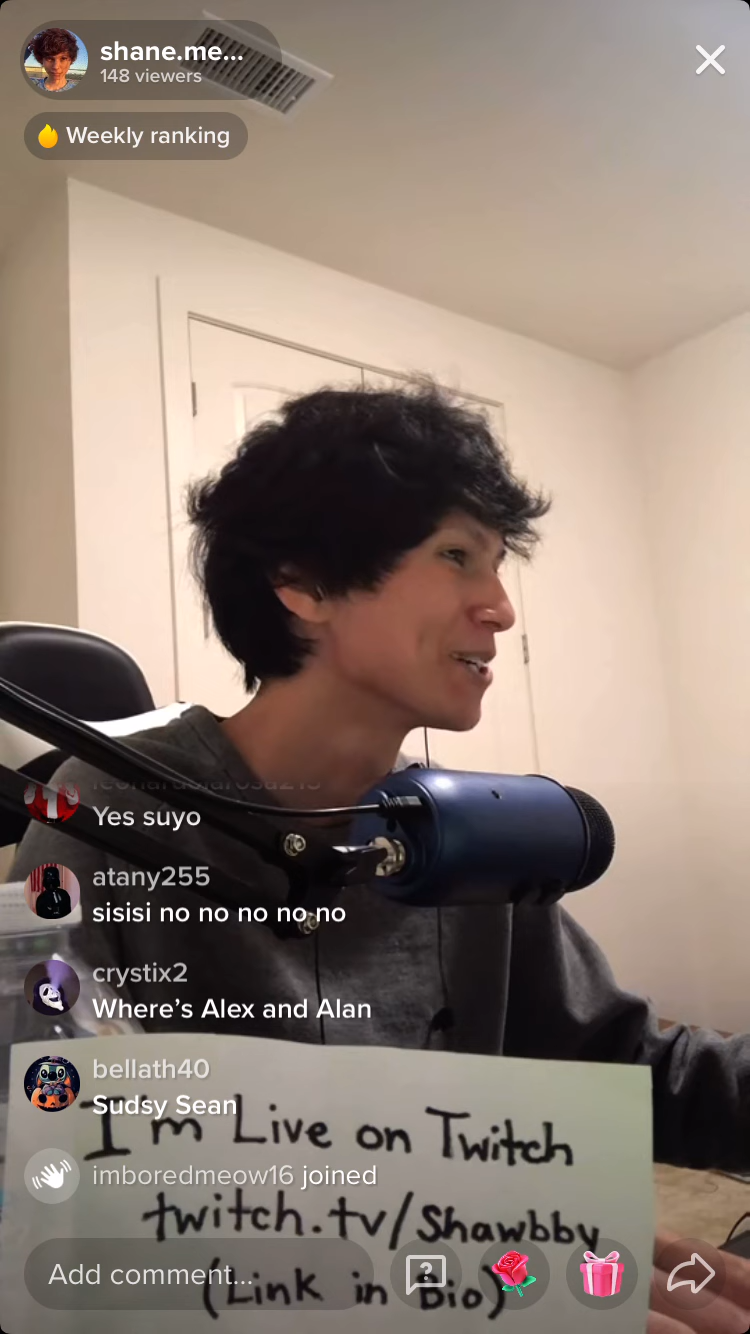 shane.me...
148 viewers
Weekly ranking
Yes suyo
atany255
sisisi no no no no no
crystix2
Where's Alex and Alan
bellath40
Sudsy Sean
I'm Live on Twitch
imboredmeow16 joined
twitch.tv/Shawbby
Add comment...
(Link in Bio)